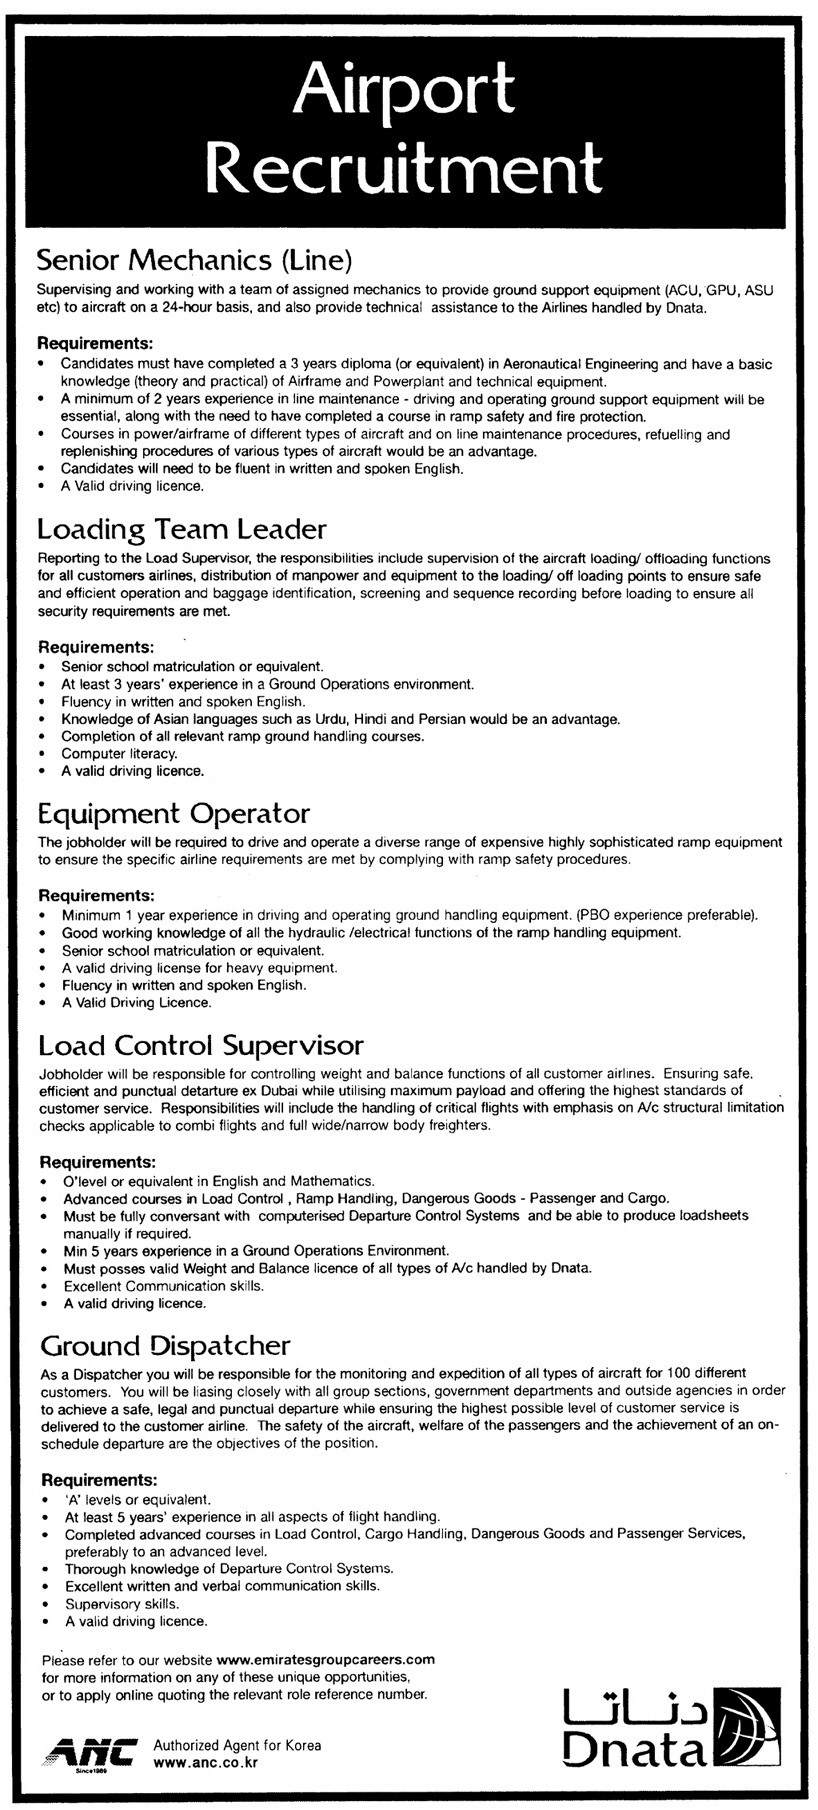 Airport
Recruitment
Senior Mechanics (Line)
Supervising and working with a team of assigned mechanics to provide ground support equipment (ACU, GPU, ASU
etc) to aircraft on a 24-hour basis, and also provide technical assistance to the Airlines handled by Dnata.
Requirements:
• Candidates must have completed a 3 years diploma (or equivalent) in Aeronautical Engineering and have a basic
knowledge (theory and practical) of Airframe and Powerplant and technical equipment.
• A minimum of 2 years experience in line maintenance - driving and operating ground support equipment will be
essential, along with the need to have completed a course in ramp safety and fire protection.
• Courses in power/airframe of different types of aircraft and on line maintenance procedures, refuelling and
replenishing procedures of various types of aircraft would be an advantage.
• Candidates will need to be fluent in written and spoken English.
• A Valid driving licence.
Loading Team Leader
Reporting to the Load Supervisor, the responsibilities include supervision of the aircraft loading/ offloading functions
for all customers airlines, distribution of manpower and equipment to the loading/ off loading points to ensure safe
and efficient operation and baggage identification, screening and sequence recording before loading to ensure all
security requirements are met.
Requirements:
• Senior school matriculation or equivalent.
• At least 3 years' experience in a Ground Operations environment.
• Fluency in written and spoken English.
• Knowledge of Asian languages such as Urdu, Hindi and Persian would be an advantage.
• Completion of all relevant ramp ground handling courses.
• Computer literacy.
• A valid driving licence.
Equipment Operator
The jobholder will be required to drive and operate a diverse range of expensive highly sophisticated ramp equipment
to ensure the specific airline requirements are met by complying with ramp safety procedures.
Requirements:
• Minimum 1 year experience in driving and operating ground handling equipment. (PBO experience preferable).
• Good working knowledge of all the hydraulic /electrical functions of the ramp handling equipment.
• Senior school matriculation or equivalent.
• A valid driving license for heavy equipment.
• Fluency in written and spoken English.
• A Valid Driving Licence.
Load Control Supervisor
Jobholder will be responsible for controlling weight and balance functions of all customer airlines. Ensuring safe,
efficient and punctual detarture ex Dubai while utilising maximum payload and offering the highest standards of
customer service. Responsibilities will include the handling of critical flights with emphasis on A/c structural limitation
checks applicable to combi flights and full wide/narrow body freighters.
Requirements:
• O'level or equivalent in English and Mathematics.
• Advanced courses in Load Control , Ramp Handling, Dangerous Goods - Passenger and Cargo.
• Must be fully conversant with computerised Departure Control Systems and be able to produce loadsheets
manually if required.
• Min 5 years experience in a Ground Operations Environment.
• Must posses valid Weight and Balance licence of all types of A/c handled by Dnata.
• Excellent Communication skills.
• A valid driving licence.
Ground Dispatcher
As a Dispatcher you will be responsible for the monitoring and expedition of all types of aircraft for 100 different
customers. You will be liasing closely with all group sections, government departments and outside agencies in order
to achieve a safe, legal and punctual departure while ensuring the highest possible level of customer service is
delivered to the customer airline. The safety of the aircraft, welfare of the passengers and the achievement of an on-
schedule departure are the objectives of the position.
Requirements:
• 'A' levels or equivalent.
• At least 5 years' experience in all aspects of flight handling.
• Completed advanced courses in Load Control, Cargo Handling, Dangerous Goods and Passenger Services,
preferably to an advanced level.
• Thorough knowledge of Departure Control Systems.
• Excellent written and verbal communication skills.
• Supervisory skills.
• A valid driving licence.
Please refer to our website www.emiratesgroupcareers.com
for more information on any of these unique opportunities,
or to apply online quoting the relevant role reference number.
ANC
Since1989
Authorized Agent for Korea
www.anc.co.kr
دناتا
Dnata